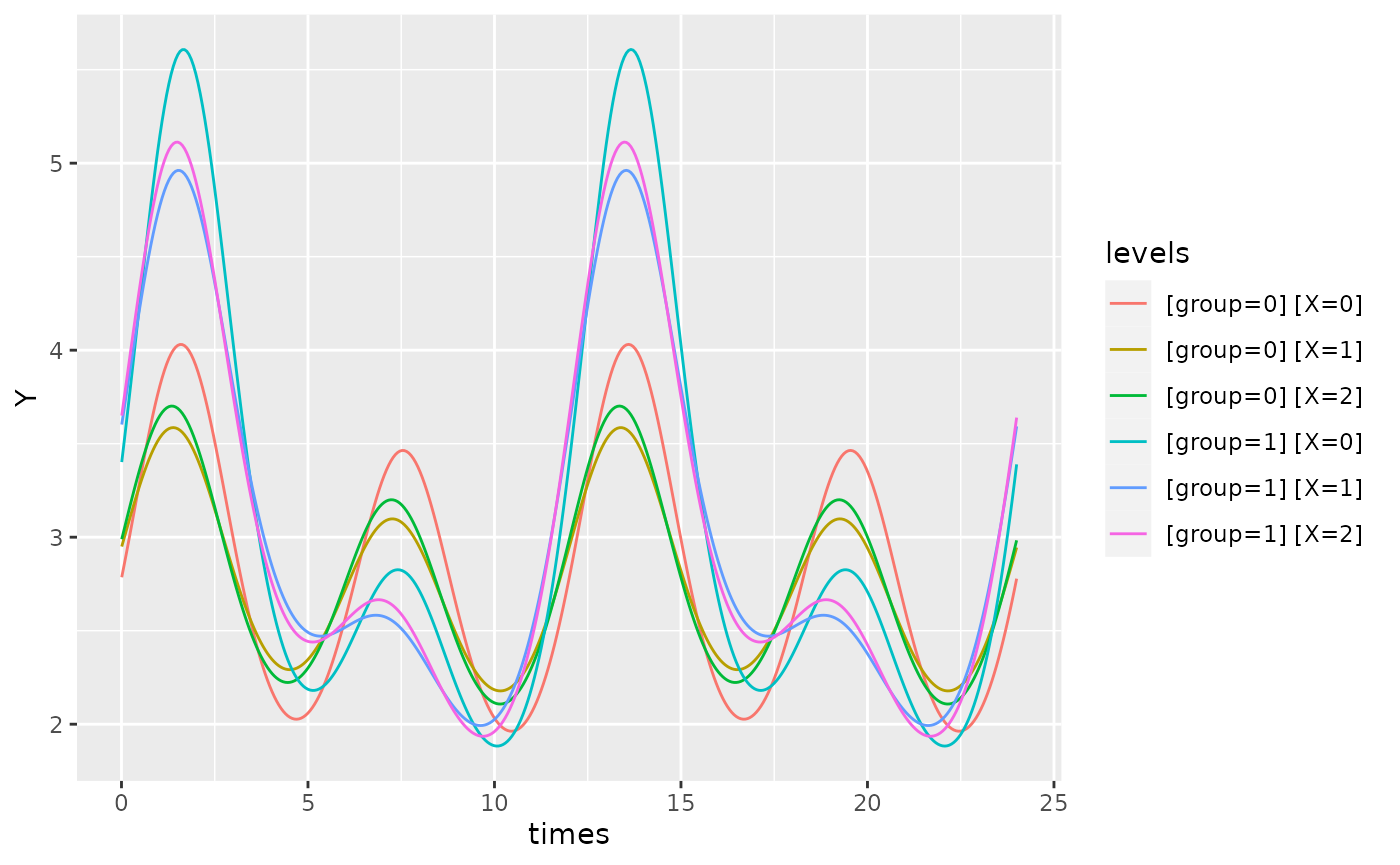 5
4
3
2
Y
0
5
10
15
20
25
times
levels
[group=0] [X=0]
[group=0] [X=1]
[group=0] [X=2]
[group=1] [X=0]
[group=1] [X=1]
[group=1] [X=2]